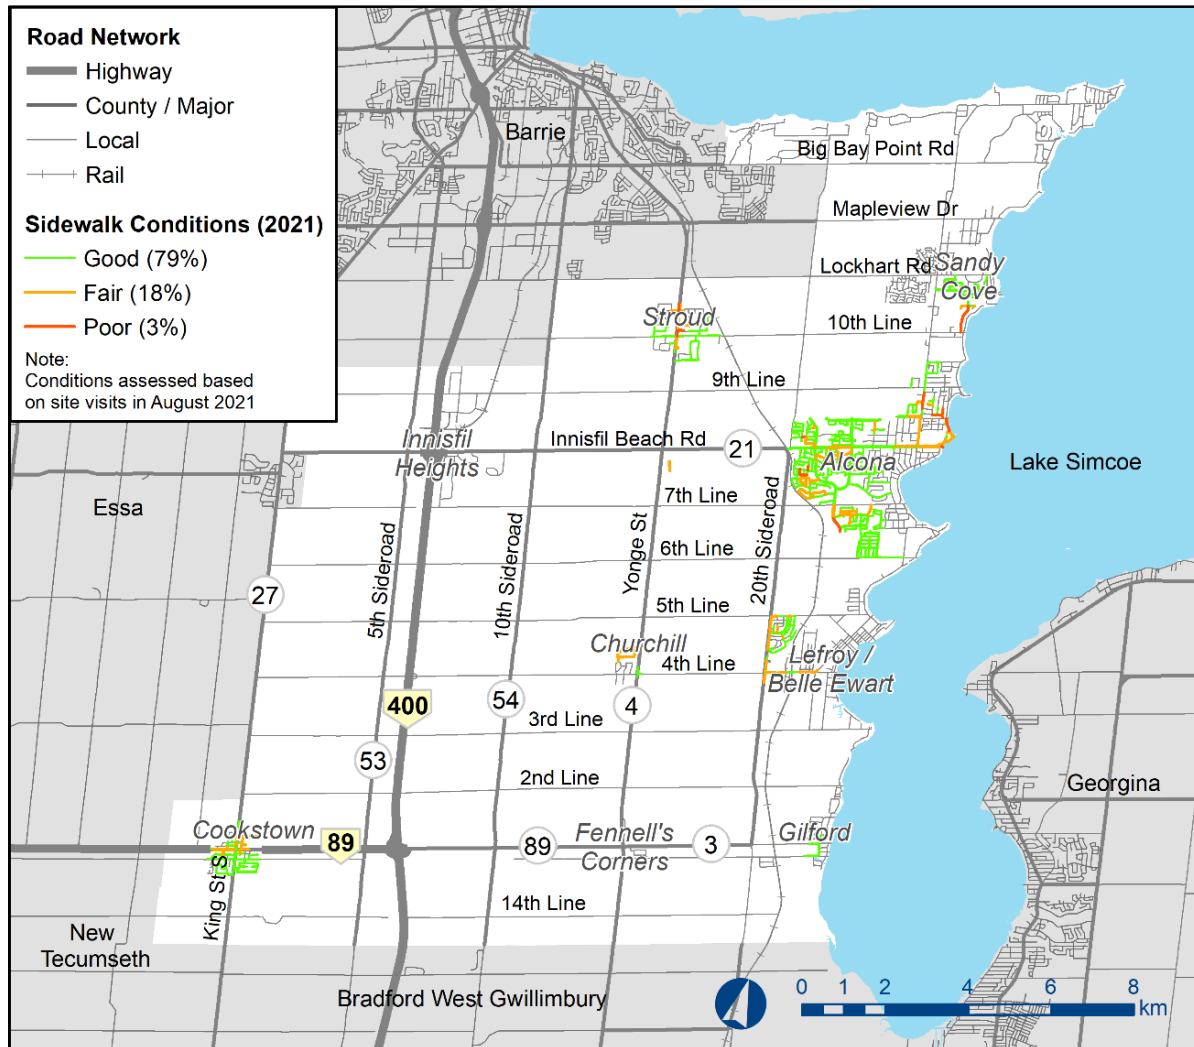 Road Network
Highway
County / Major
Local
Rail
Sidewalk Conditions (2021)
Good (79%)
Fair (18%)
Poor (3%)
Note:
Conditions assessed based
on site visits in August 2021
Barrie
Big Bay Point Rd
Mapleview Dr
Lockhart Rd
Sandy
Cove
Stroud
10th Line
9th Line
Innisfil
Heights
Innisfil Beach Rd
21
Alcona
Lake Simcoe
Essa
7th Line
6th Line
27
5th Sideroad
10th Sideroad
Yonge St
20th Sideroad
5th Line
Churchill
4th Line
Lefroy /
Belle Ewart
400
54
4
3rd Line
53
2nd Line
Georgina
Cookstown
89
89
Fennell's
Corners
3
Gilford
King St S
14th Line
New
Tecumseth
Bradford West Gwillimbury
0 1 2 4 6 8
km